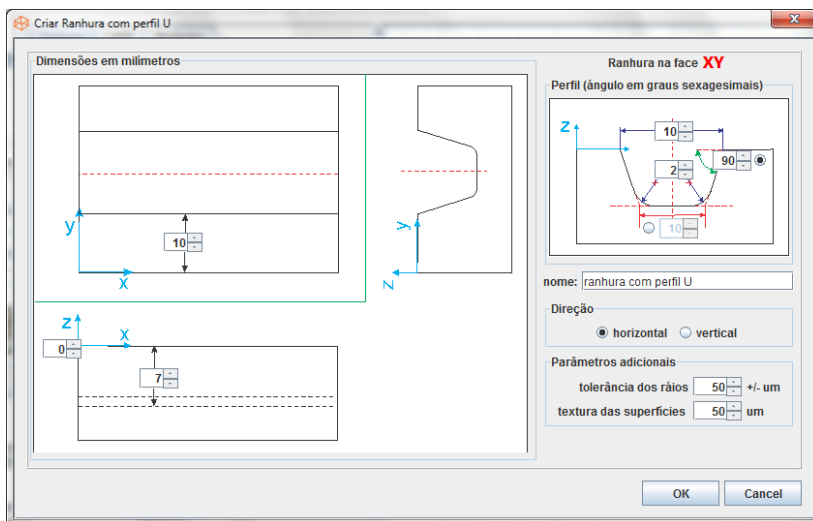 Criar Ranhura com perfil U
Dimensões em milímetros
y
10
x
y
z
z
x
0
7
Ranhura na face XY
Perfil (ángulo em graus sexagesimais)
z
10
90
2
10
nome: ranhura com perfil U
Direção
horizontal vertical
Parâmetros adicionais
tolerância dos ráios 50 +/- um
textura das superfícies 50 um
OK Cancel